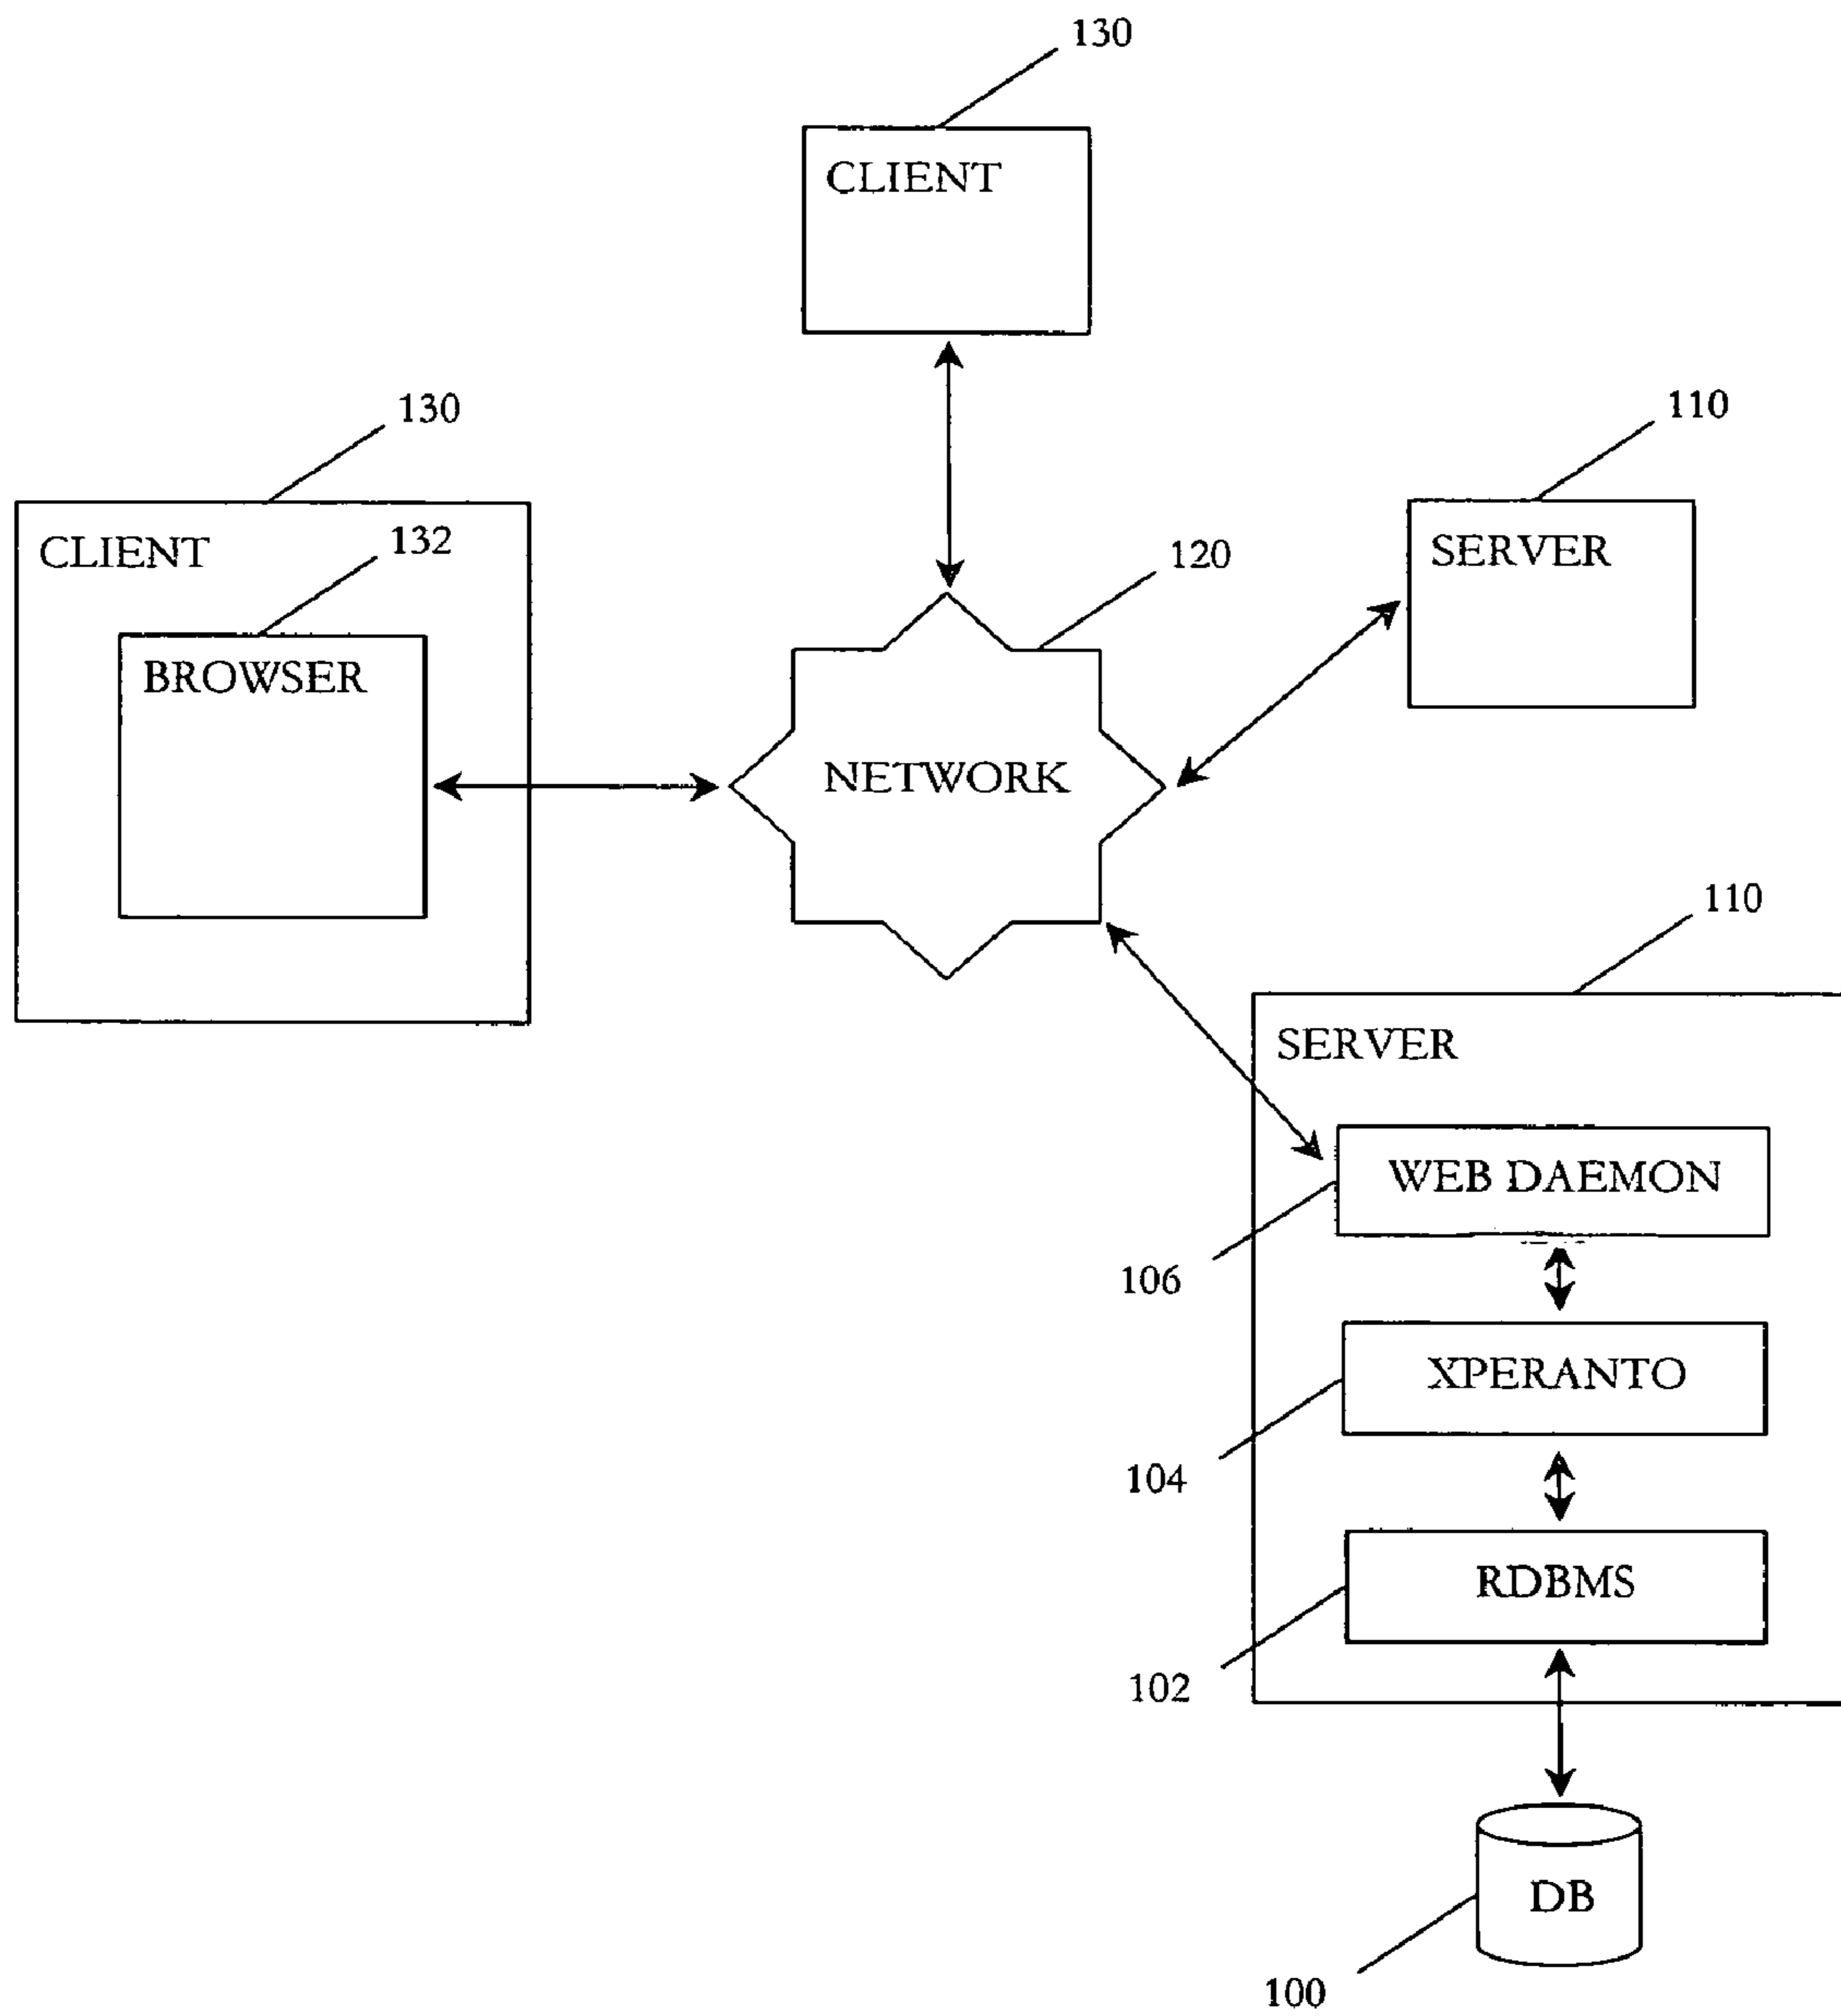 130
CLIENT
130
110
CLIENT
132
120
SERVER
BROWSER
NETWORK
110
SERVER
WEB DAEMON
106
XPERANTO
104
RDBMS
102
DB
100